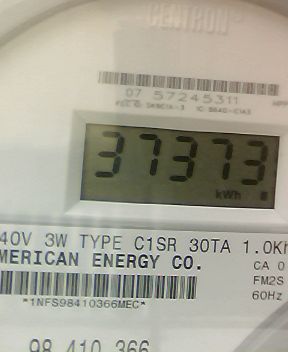 CENTRON
07 57245311
37373
kWh
40V 3W TYPE C1SR 30TA 1.0Kh
MERICAN ENERGY CO.
CA 0
FM2S
60Hz
*1NFS98410366MEC*
98 410 366